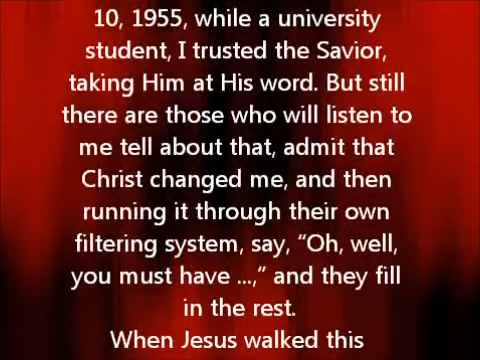 10, 1955, while a university
student, I trusted the Savior,
taking Him at His word. But still
there are those who will listen to
me tell about that, admit that
Christ changed me, and then
running it through their own
filtering system, say, “Oh, well,
you must have ...,” and they fill
in the rest.
When Jesus walked this